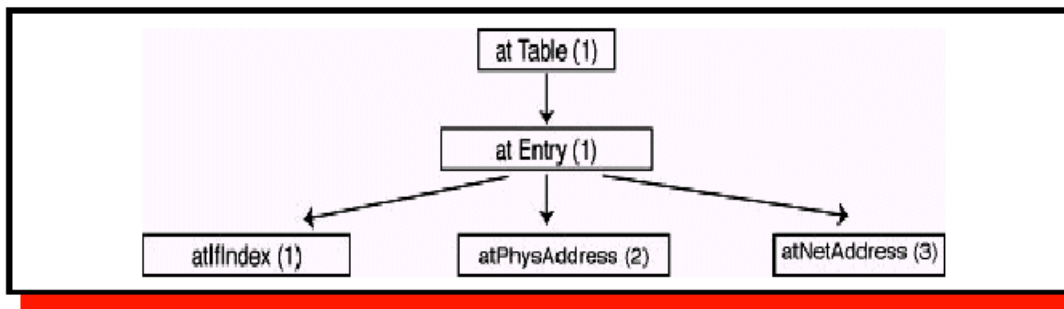 at Table (1)
at Entry (1)
atIfIndex (1)
atPhysAddress (2)
atNetAddress (3)